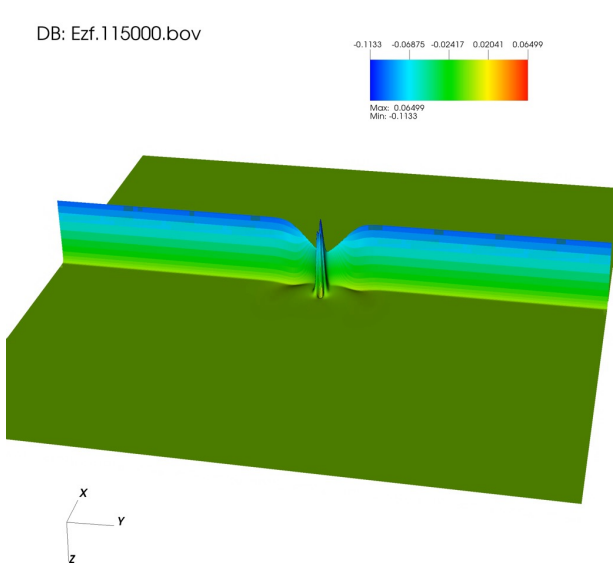 DB: Ezf.115000.bov
-0.1133 -0.06875 -0.02417 0.02041 0.06499
Max: 0.06499
Min: -0.1133
X
Y
Z